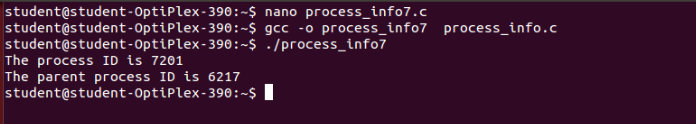 student@student-OptiPlex-390:~$ nano process_info7.c
student@student-OptiPlex-390:~$ gcc -o process_info7  process_info.c
student@student-OptiPlex-390:~$ ./process_info7
The process ID is 7201
The parent process ID is 6217
student@student-OptiPlex-390:~$